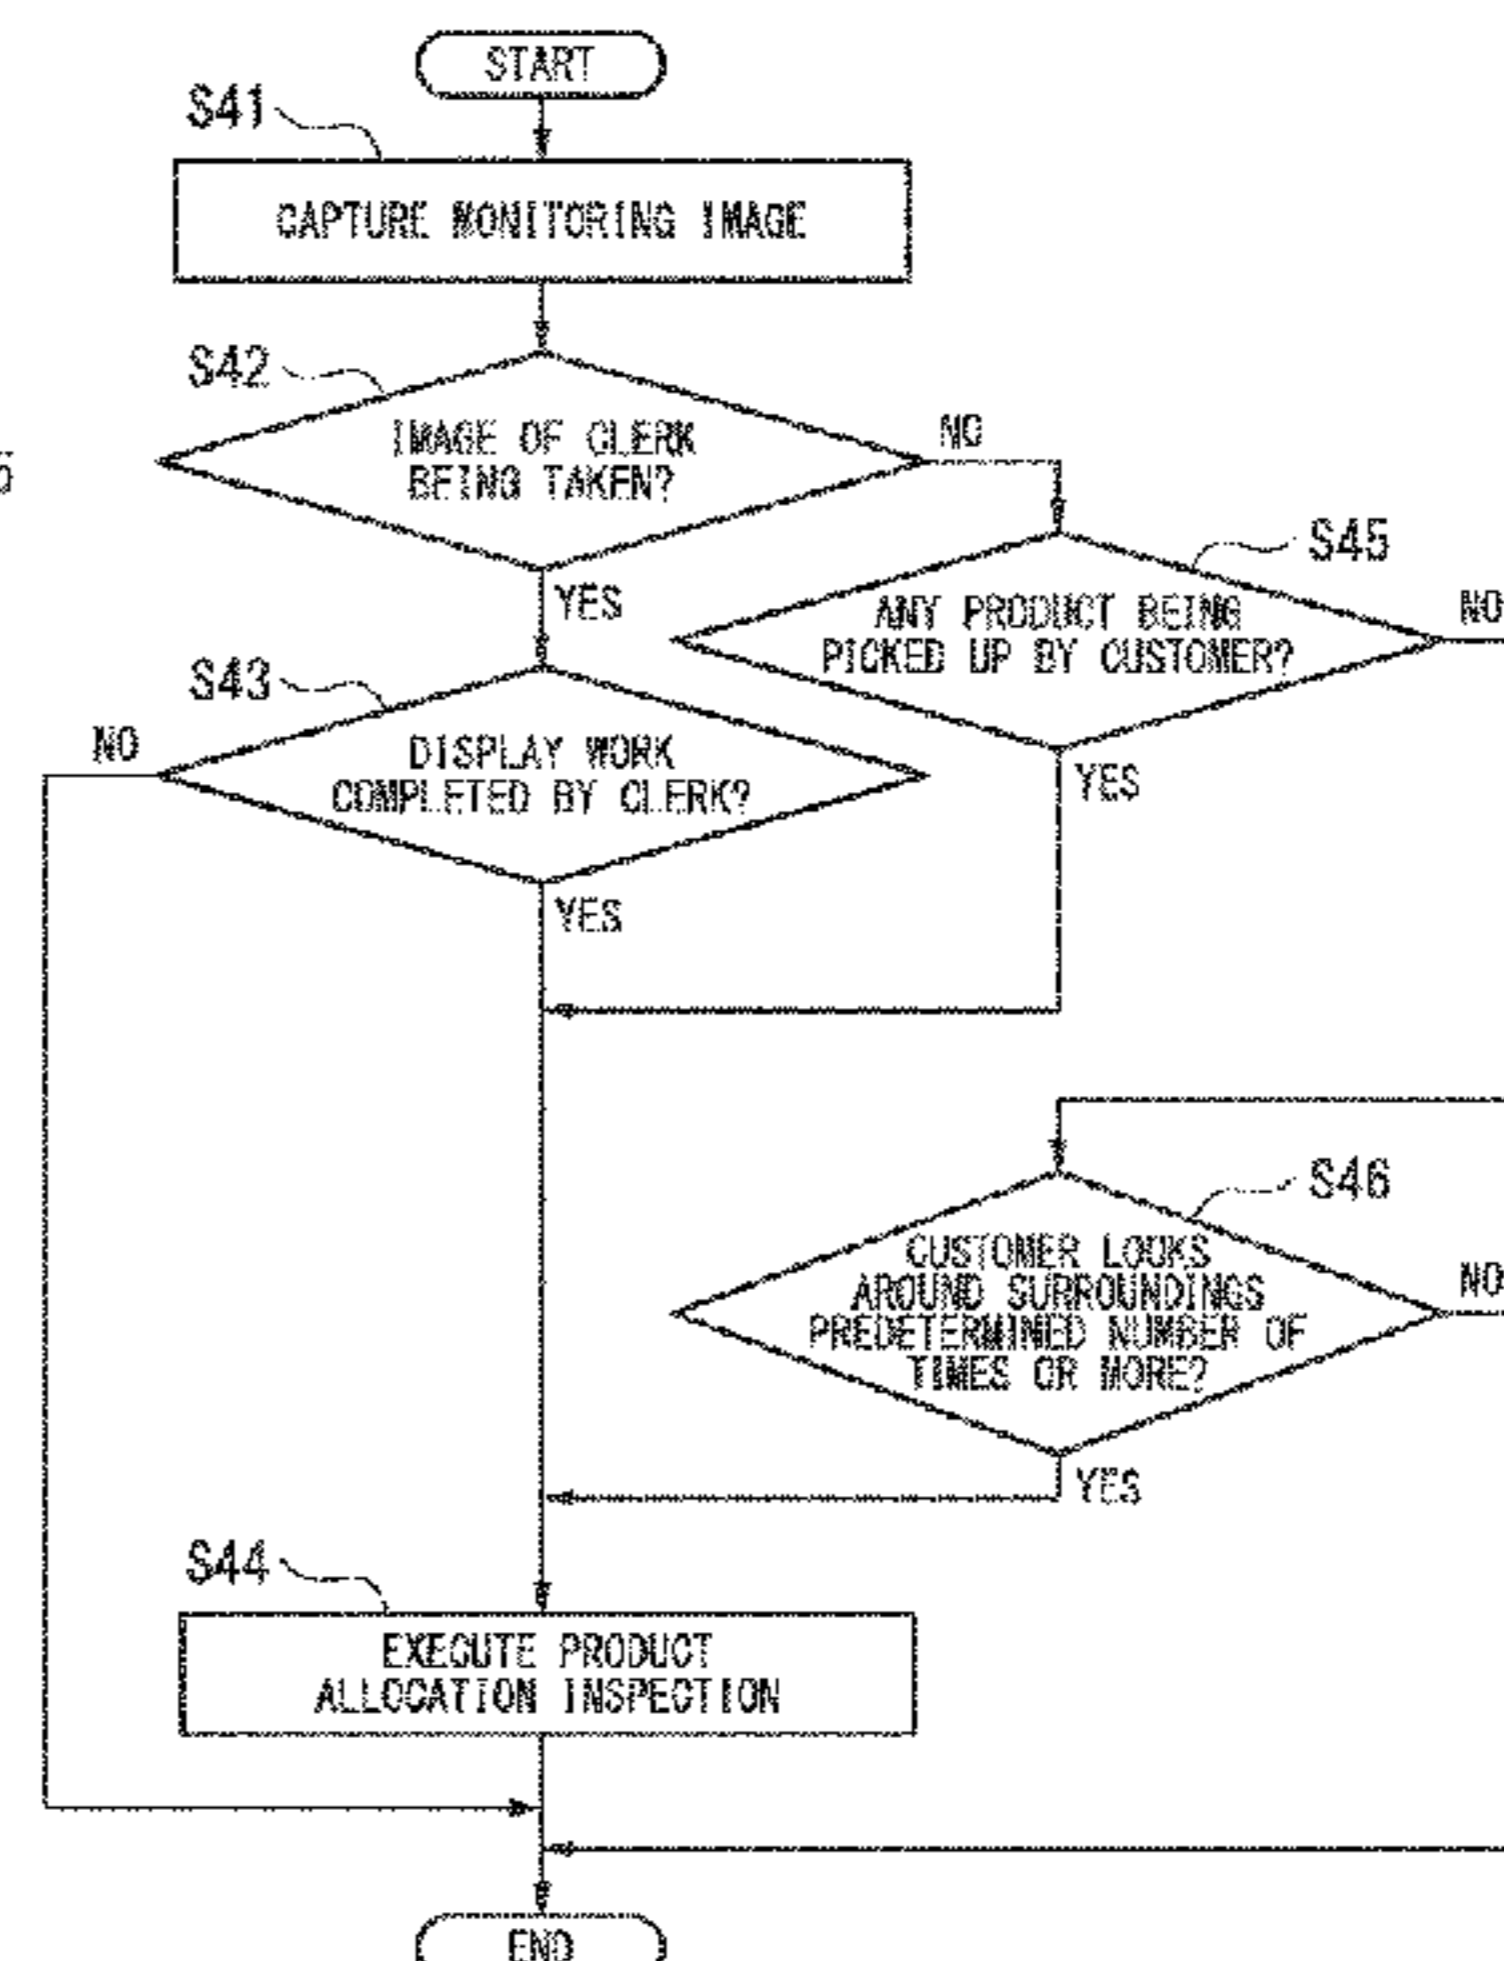 START
S41
CAPTURE MONITORING IMAGE
S42
IMAGE OF CLERK
BEING TAKEN?
NO
YES
S45
ANY PRODUCT BEING
PICKED UP BY CUSTOMER?
NO
YES
S43
NO
DISPLAY WORK
COMPLETED BY CLERK?
YES
S46
CUSTOMER LOOKS
AROUND SURROUNDINGS
PREDETERMINED NUMBER OF
TIMES OR MORE?
NO
YES
S44
EXECUTE PRODUCT
ALLOCATION INSPECTION
END